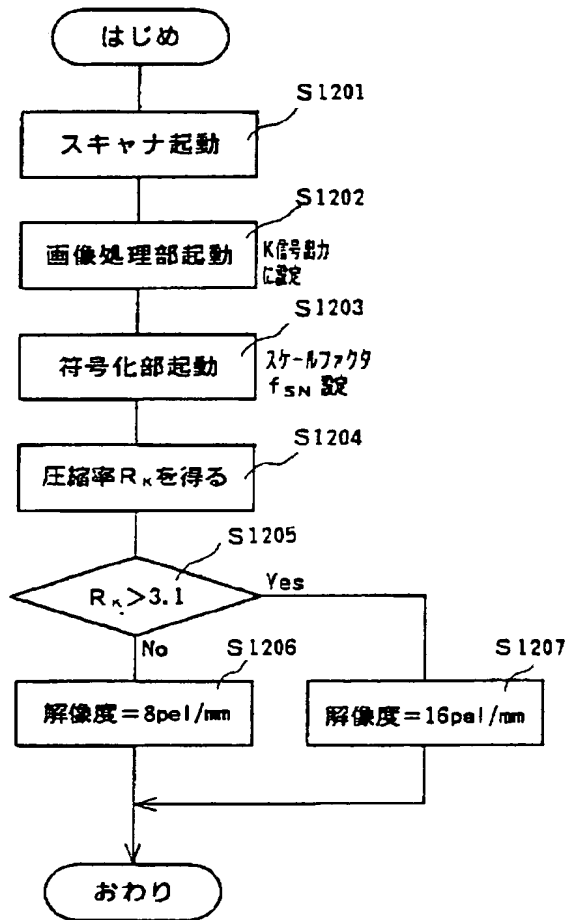 はじめ
S1201
スキャナ起動
S1202
画像処理部起動
K信号出力
に設定
S1203
符号化部起動
スケールファクタ
fSN 設定
S1204
圧縮率RKを得る
S1205
RK>3.1
Yes
No
S1206
S1207
解像度=8pel/mm
解像度=16pel/mm
おわり